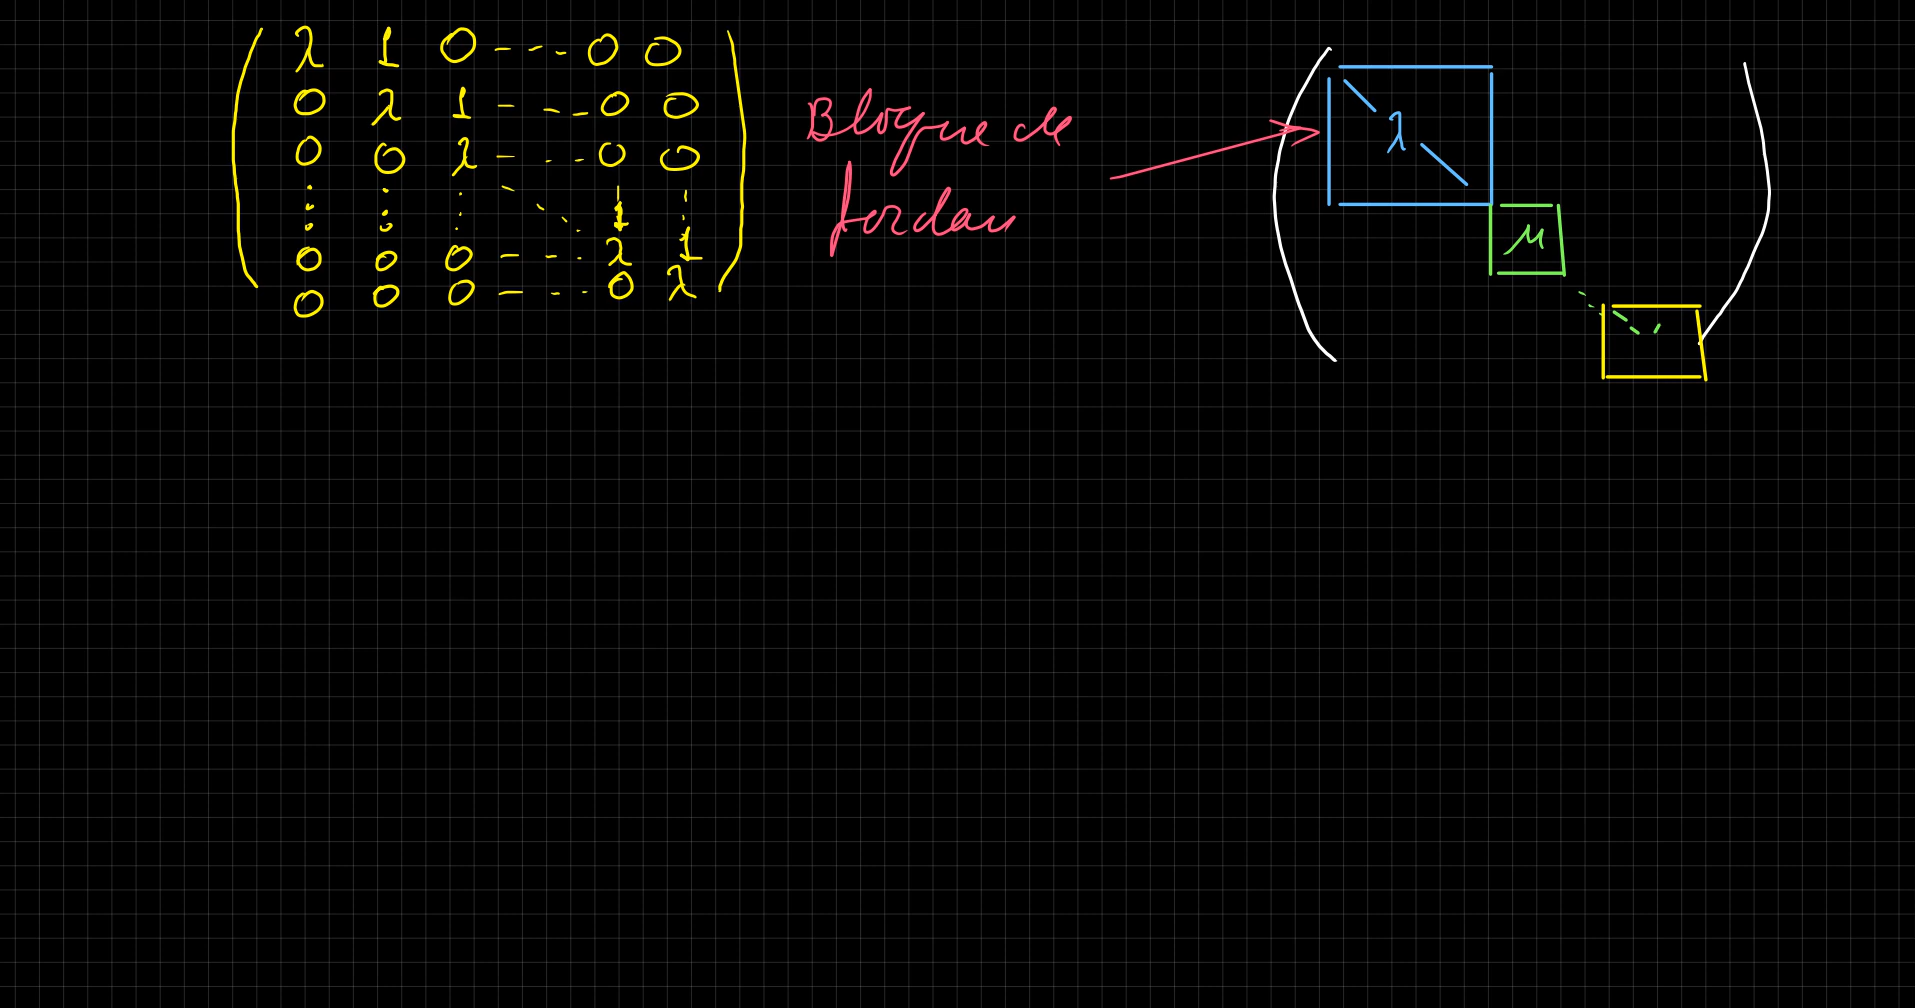 λ 1 0 - - - 0 0
0 λ 1 - - - 0 0
0 0 λ - - - 0 0
⋮ ⋮ ⋮ ⋱ 1 ⋮
0 0 0 - - - λ 1
0 0 0 - - - 0 λ
Bloque de
Jordan
λ
μ